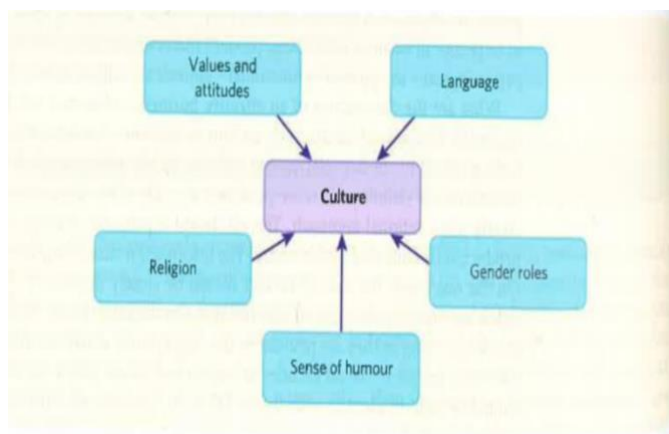 Values and
attitudes
Language
Culture
Religion
Gender roles
Sense of humour